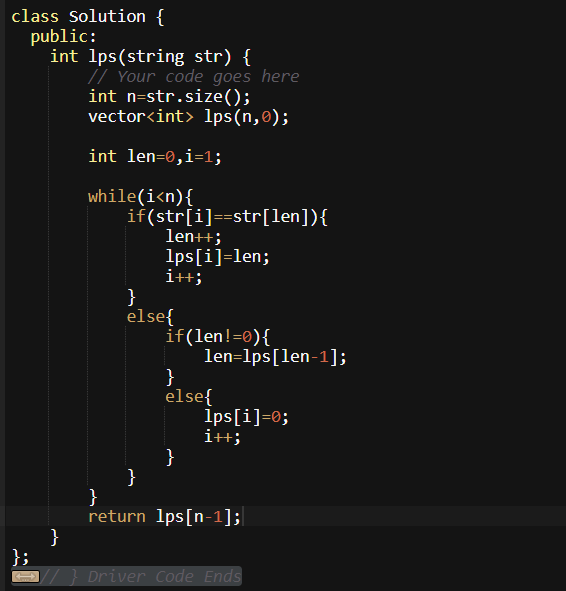 class Solution {
  public:
    int lps(string str) {
        // Your code goes here
        int n=str.size();
        vector<int> lps(n,0);

        int len=0,i=1;

        while(i<n){
            if(str[i]==str[len]){
                len++;
                lps[i]=len;
                i++;
            }
            else{
                if(len!=0){
                    len=lps[len-1];
                }
                else{
                    lps[i]=0;
                    i++;
                }
            }
        }
        return lps[n-1];
    }
};
// } Driver Code Ends